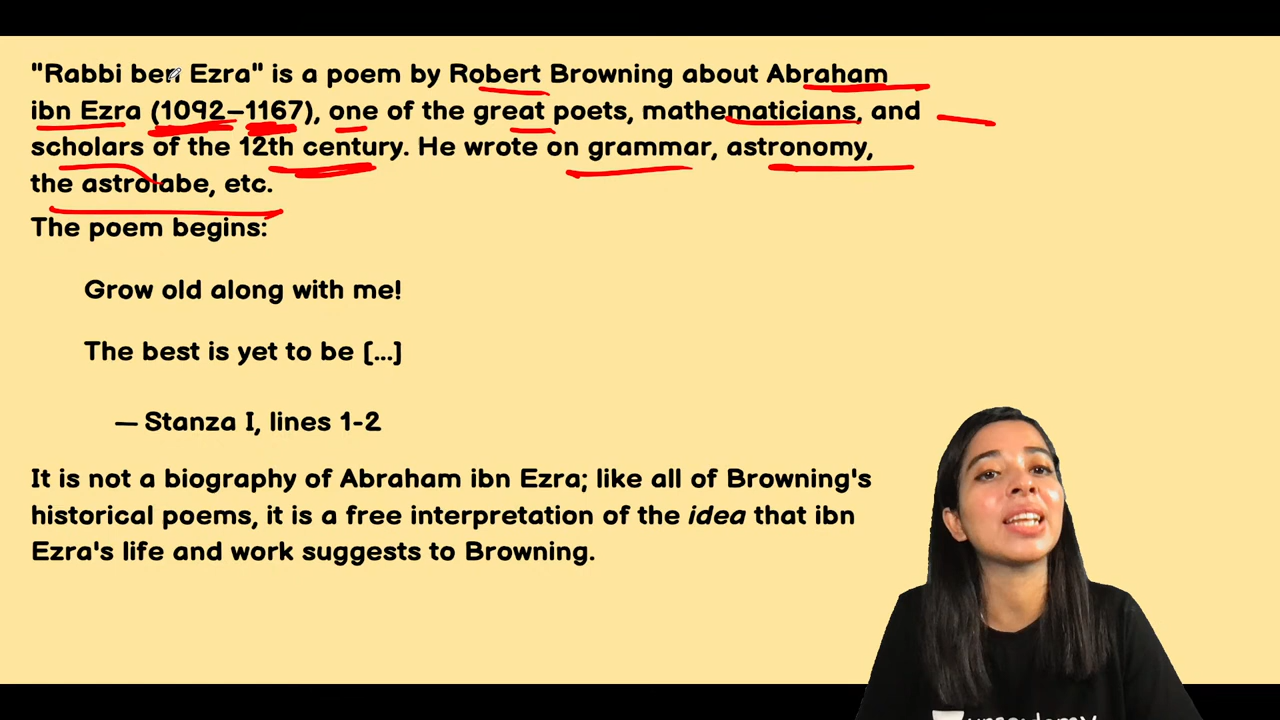 "Rabbi ben Ezra" is a poem by Robert Browning about Abraham
ibn Ezra (1092–1167), one of the great poets, mathematicians, and
scholars of the 12th century. He wrote on grammar, astronomy,
the astrolabe, etc.
The poem begins:
Grow old along with me!
The best is yet to be [...]
— Stanza I, lines 1-2
It is not a biography of Abraham ibn Ezra; like all of Browning's
historical poems, it is a free interpretation of the idea that ibn
Ezra's life and work suggests to Browning.